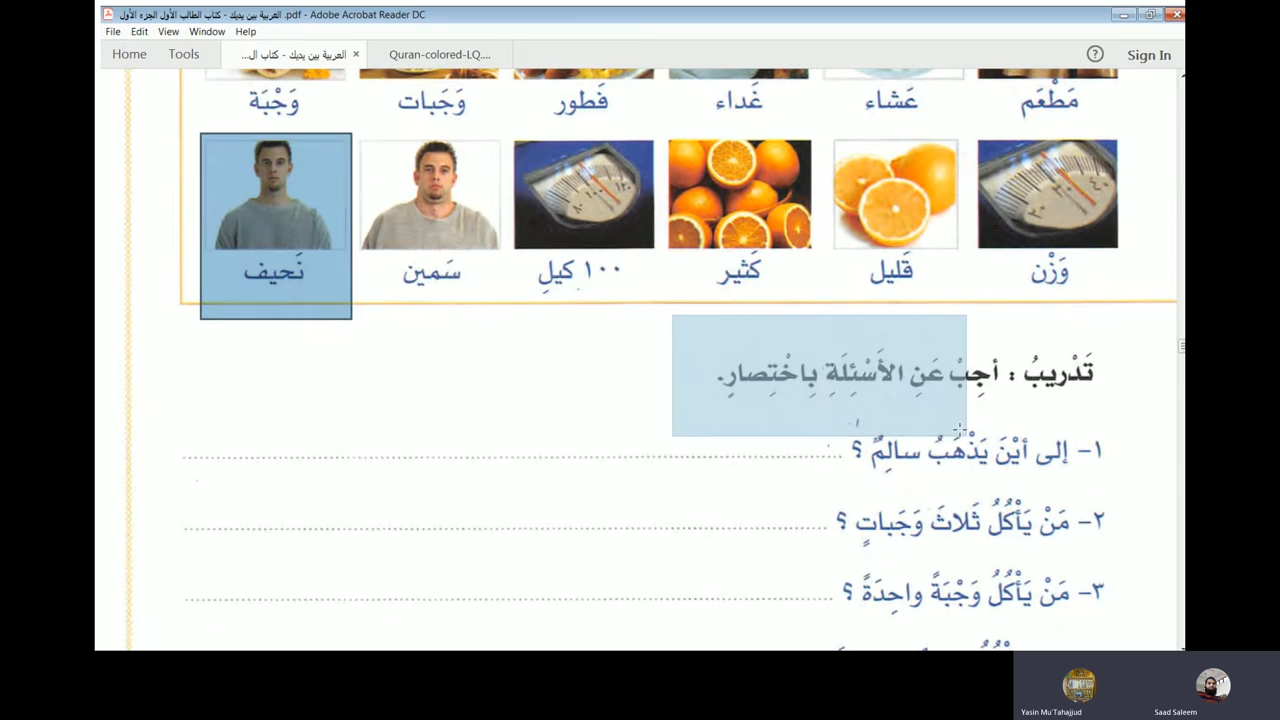 العربية بين يديك - كتاب الطالب الأول الجزء الأول.pdf - Adobe Acrobat Reader DC
File Edit View Window Help
Home Tools العربية بين يديك - كتاب ال... × Quran-colored-LQ.... ? Sign In
مَطْعَم عَشاء غَداء فَطور وَجَبات وَجْبَة
وَزْن قَليل كَثير ١٠٠ كيلِ سَمين نَحيف
تَدْريبُ : أجِبْ عَنِ الأَسْئِلَةِ بِاخْتِصارٍ.
١- إلى أيْنَ يَذْهَبُ سالِمٌ ؟
٢- مَنْ يَأْكُلُ ثَلاثَ وَجَباتٍ ؟
٣- مَنْ يَأْكُلُ وَجْبَةً واحِدَةً ؟
Yasin Mu'Tahajjud Saad Saleem